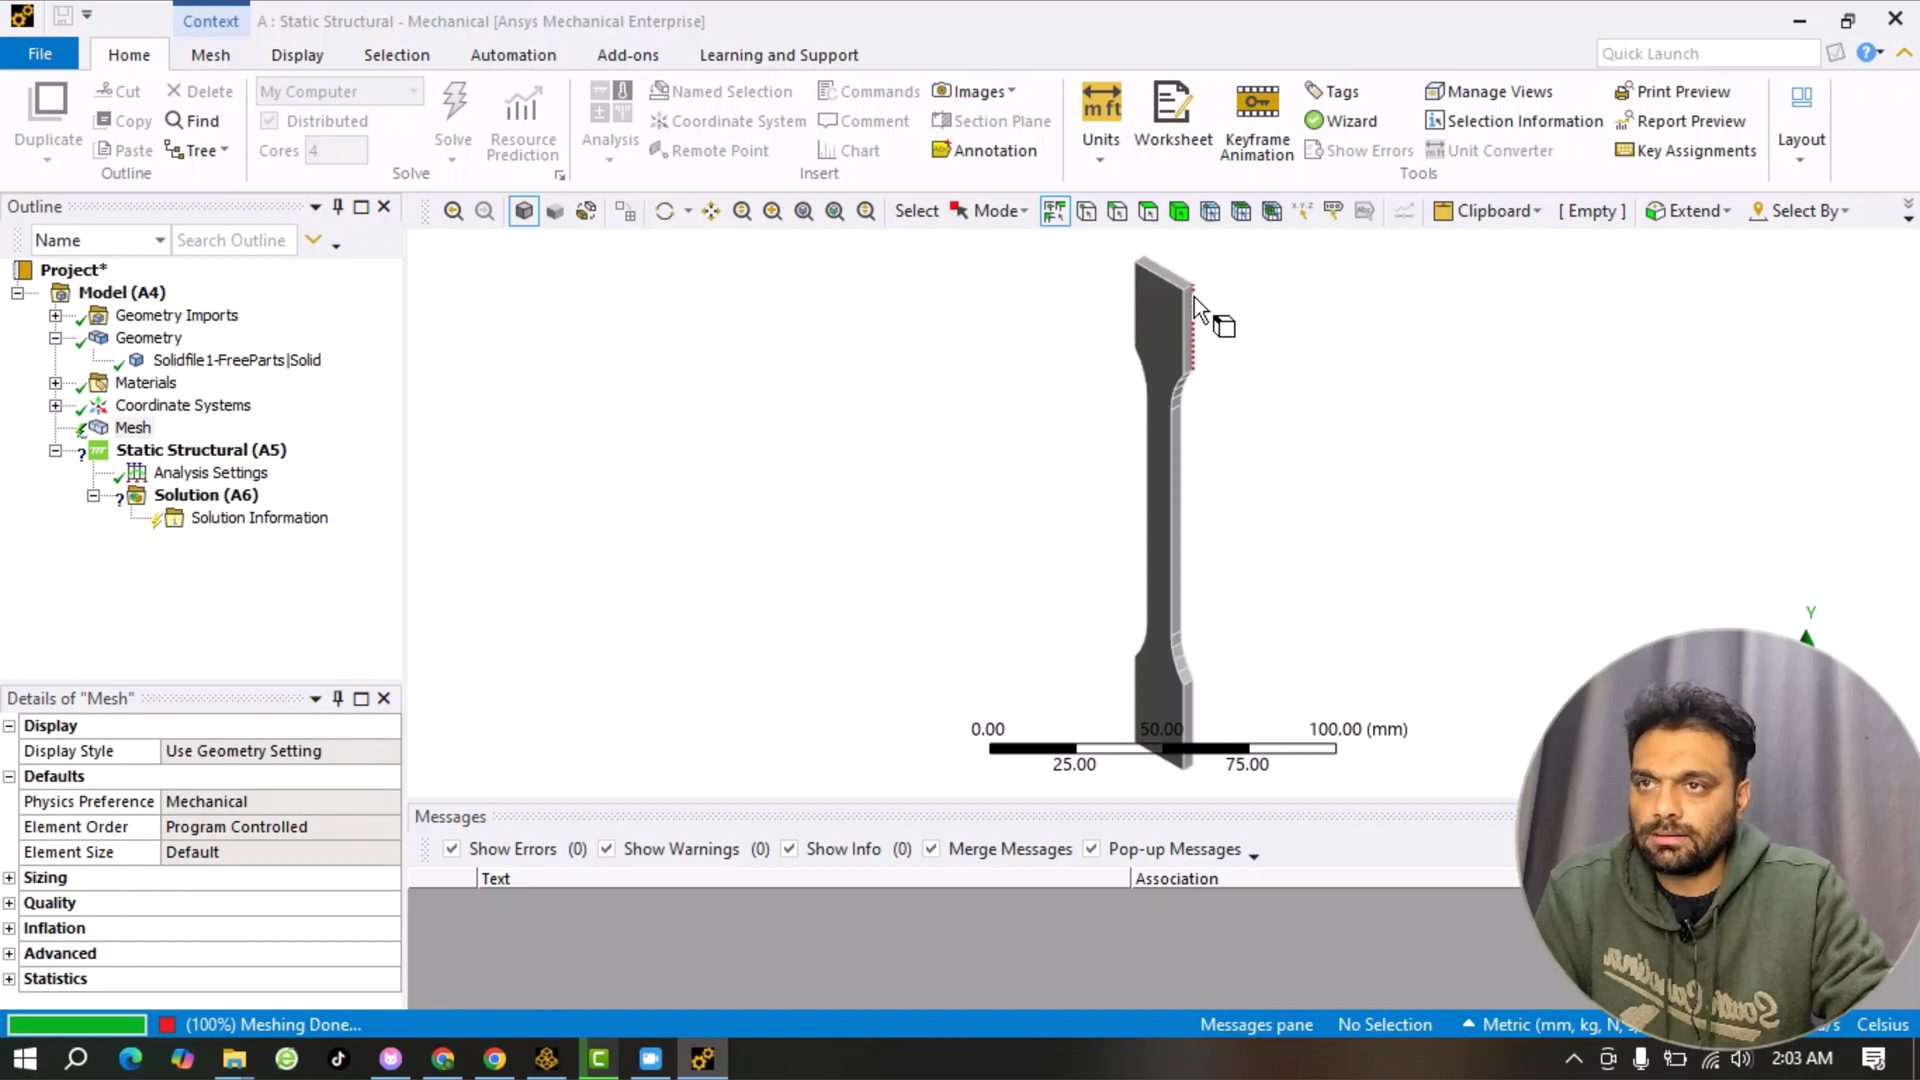 Context
A : Static Structural - Mechanical [Ansys Mechanical Enterprise]
File Home Mesh Display Selection Automation Add-ons Learning and Support
Quick Launch
Duplicate
Cut
Copy
Paste
Delete
Find
Tree
Outline
My Computer
Distributed
Cores 4
Solve
Resource Prediction
Solve
Analysis
Named Selection
Coordinate System
Remote Point
Commands
Comment
Chart
Images
Section Plane
Annotation
Insert
Units
Worksheet
Keyframe Animation
Tags
Wizard
Show Errors
Manage Views
Selection Information
Unit Converter
Print Preview
Report Preview
Key Assignments
Tools
Layout
Outline
Name Search Outline
Select Mode Clipboard [ Empty ] Extend Select By
Project*
Model (A4)
Geometry Imports
Geometry
Solidfile1-FreeParts|Solid
Materials
Coordinate Systems
Mesh
Static Structural (A5)
Analysis Settings
Solution (A6)
Solution Information
Y
0.00 50.00 100.00 (mm)
25.00 75.00
Details of "Mesh"
Display
Display Style Use Geometry Setting
Defaults
Physics Preference Mechanical
Element Order Program Controlled
Element Size Default
Sizing
Quality
Inflation
Advanced
Statistics
Messages
Show Errors (0) Show Warnings (0) Show Info (0) Merge Messages Pop-up Messages
Text Association
(100%) Meshing Done...
Messages pane No Selection Metric (mm, kg, N, Celsius
2:03 AM